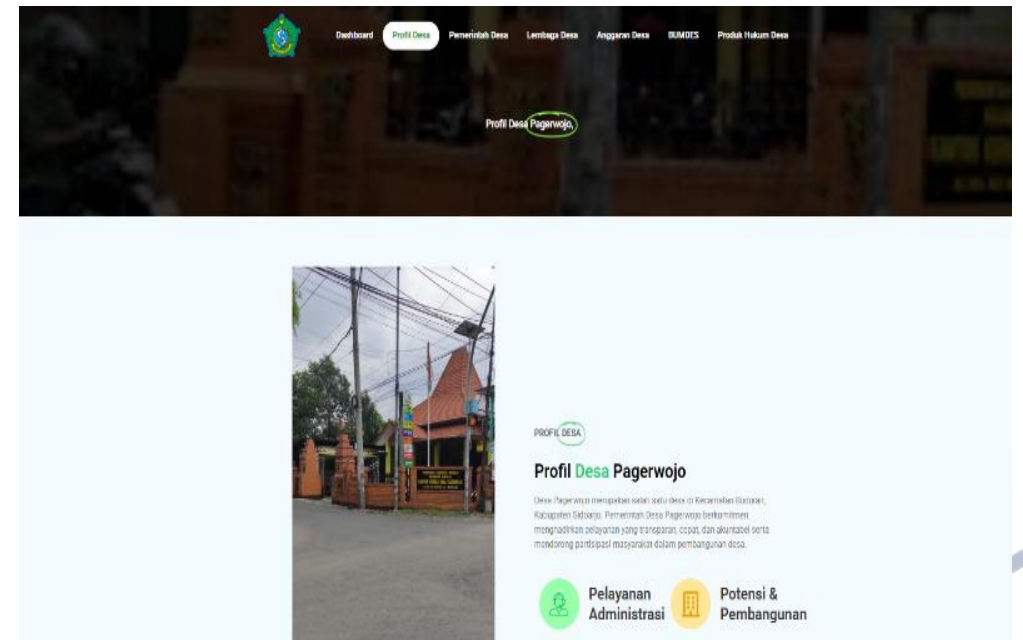 Dashboard Profil Desa Pemerintah Desa Lembaga Desa Anggaran Desa BUMDES Produk Hukum Desa
Profil Desa Pagerwojo,
PROFIL DESA
Profil Desa Pagerwojo
Desa Pagerwojo merupakan salah satu desa di Kecamatan Buduran,
Kabupaten Sidoarjo. Pemerintah Desa Pagerwojo berkomitmen
menghadirkan pelayanan yang transparan, cepat, dan akuntabel serta
mendorong partisipasi masyarakat dalam pembangunan desa.
Pelayanan
Administrasi
Potensi &
Pembangunan